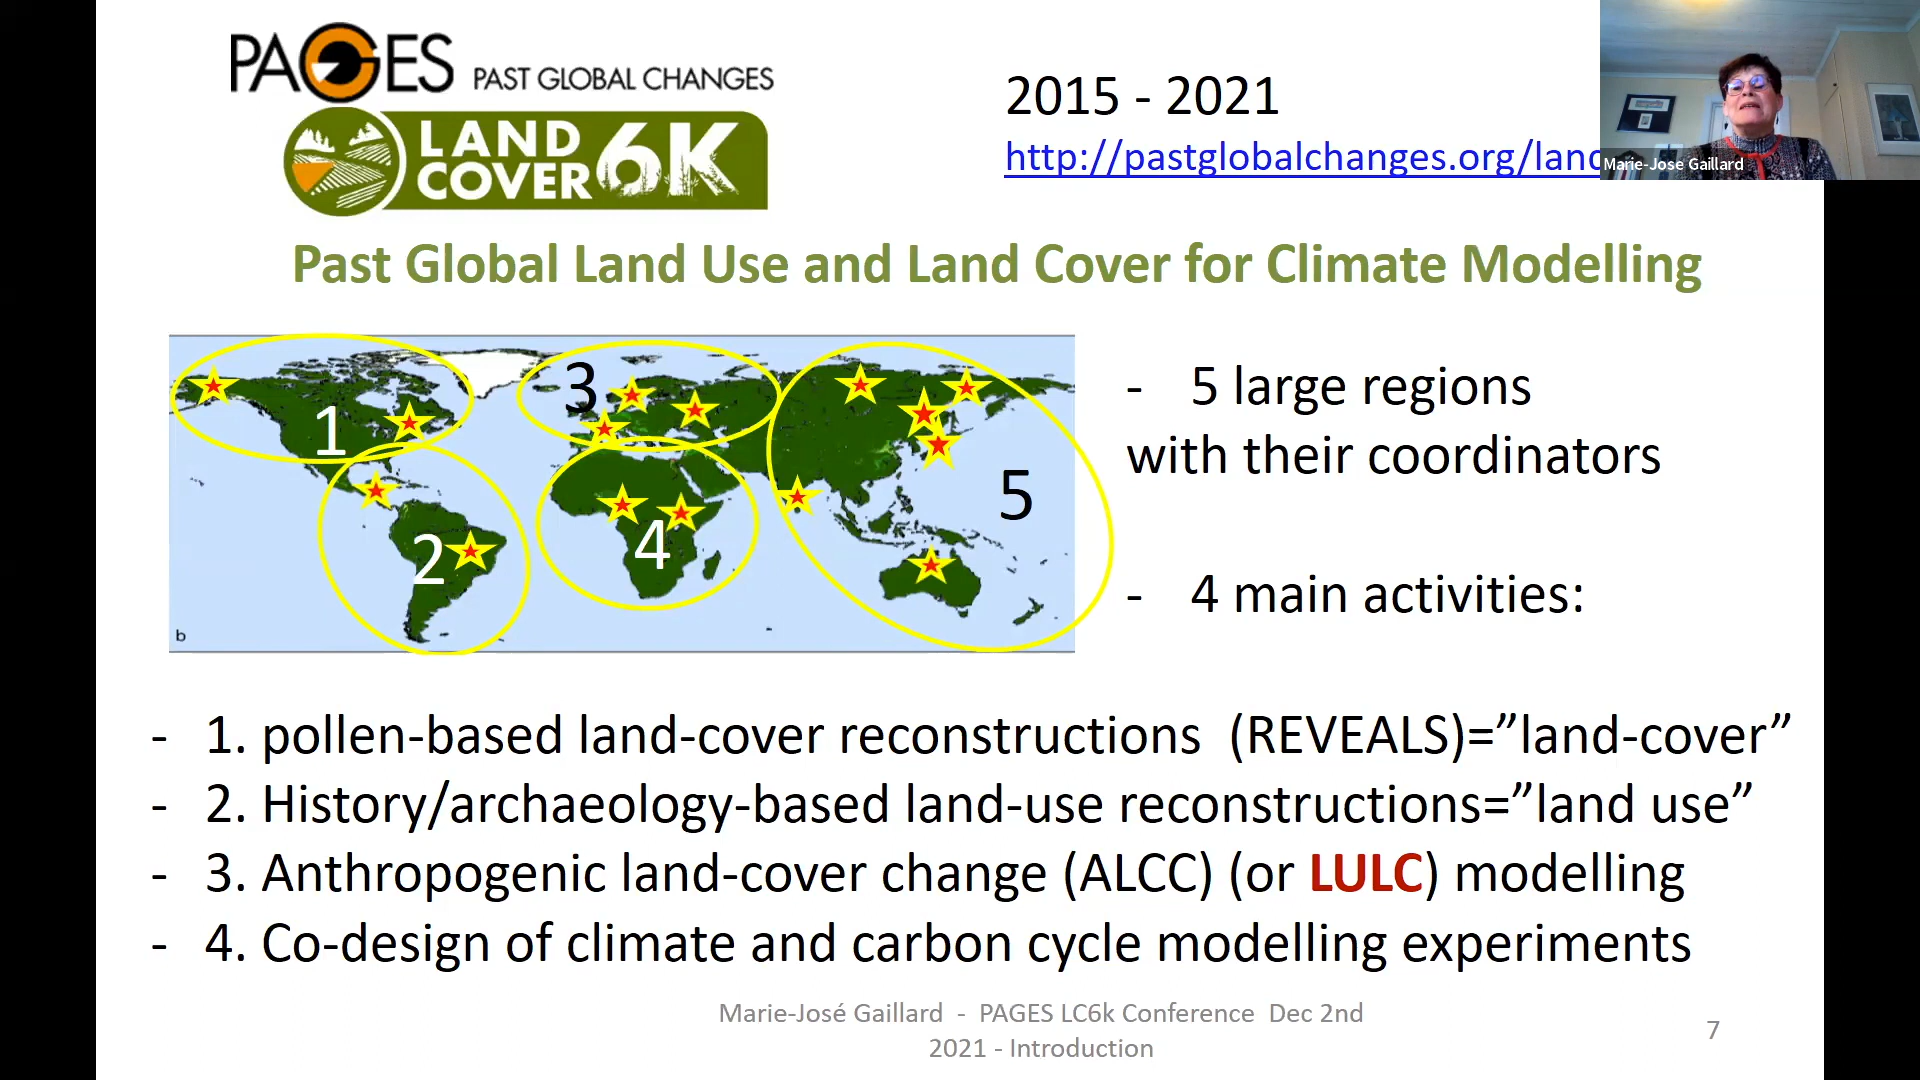 PAGES PAST GLOBAL CHANGES
LAND
COVER 6K
2015 - 2021
http://pastglobalchanges.org/land
Marie-Jose Gaillard
Past Global Land Use and Land Cover for Climate Modelling
1
2
3
4
5
b
- 5 large regions
with their coordinators
- 4 main activities:
- 1. pollen-based land-cover reconstructions (REVEALS)=”land-cover”
- 2. History/archaeology-based land-use reconstructions=”land use”
- 3. Anthropogenic land-cover change (ALCC) (or LULC) modelling
- 4. Co-design of climate and carbon cycle modelling experiments
Marie-José Gaillard - PAGES LC6k Conference Dec 2nd
2021 - Introduction
7